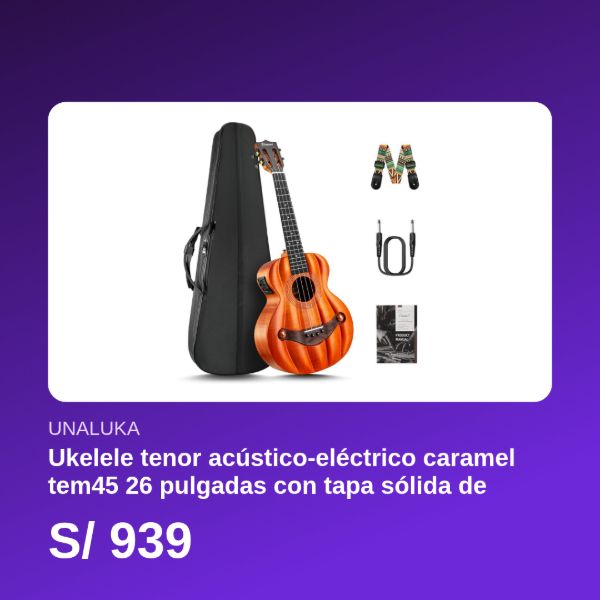 UNALUKA
Ukelele tenor acústico-eléctrico caramel
tem45 26 pulgadas con tapa sólida de
S/ 939